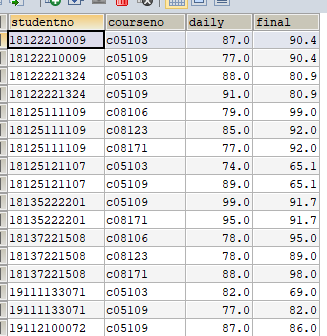 studentno courseno daily final
18122210009 c05103 87.0 90.4
18122210009 c05109 77.0 90.4
18122221324 c05103 88.0 80.9
18122221324 c05109 91.0 80.9
18125111109 c08106 79.0 99.0
18125111109 c08123 85.0 92.0
18125111109 c08171 77.0 92.0
18125121107 c05103 74.0 65.1
18125121107 c05109 89.0 65.1
18135222201 c05109 99.0 91.7
18135222201 c08171 95.0 91.7
18137221508 c08106 78.0 95.0
18137221508 c08123 78.0 89.0
18137221508 c08171 88.0 98.0
19111133071 c05103 82.0 69.0
19111133071 c05109 77.0 82.0
19112100072 c05109 87.0 86.0